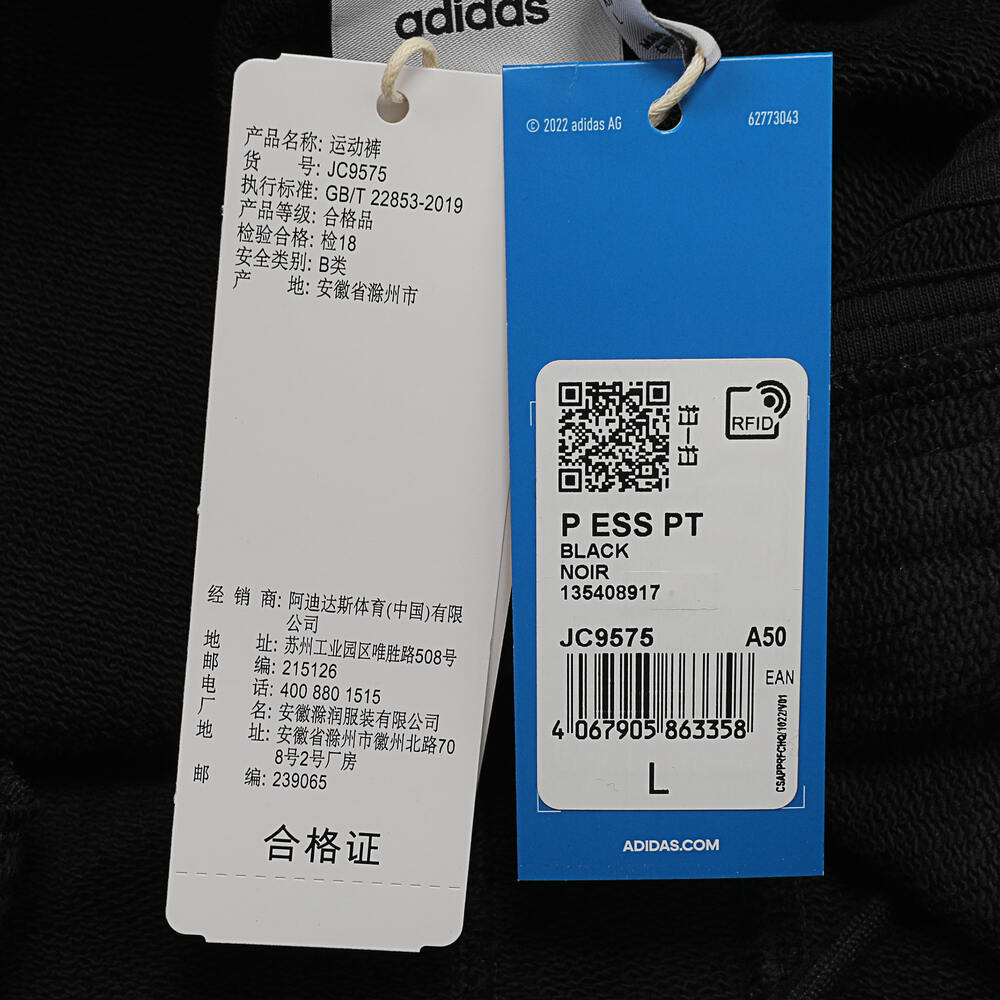 adidas
产品名称: 运动裤
货 号: JC9575
执行标准: GB/T 22853-2019
产品等级: 合格品
检验合格: 检18
安全类别: B类
产 地: 安徽省滁州市
经 销 商: 阿迪达斯体育(中国)有限
公司
地 址: 苏州工业园区唯胜路508号
邮 编: 215126
电 话: 400 880 1515
厂 名: 安徽滁润服装有限公司
地 址: 安徽省滁州市徽州北路70
8号2号厂房
邮 编: 239065
合格证
© 2022 adidas AG
62773043
扫一扫
RFID
P ESS PT
BLACK
NOIR
135408917
JC9575 A50
EAN
4 067905 863358
CSAPPRFCHQ/1022/V01
L
ADIDAS.COM